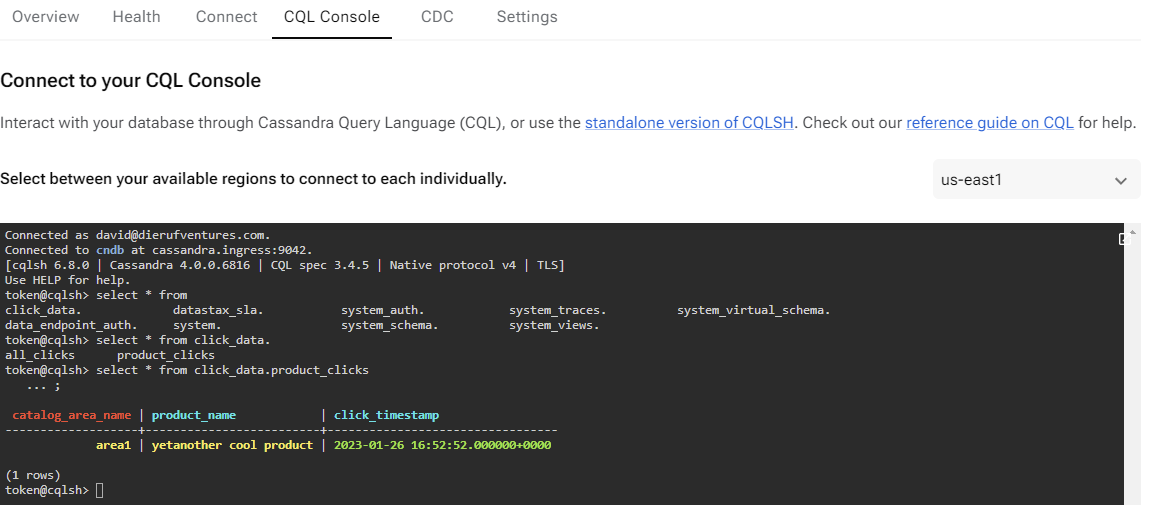 Overview Health Connect CQL Console CDC Settings
Connect to your CQL Console
Interact with your database through Cassandra Query Language (CQL), or use the standalone version of CQLSH. Check out our reference guide on CQL for help.
Select between your available regions to connect to each individually.
us-east1
Connected as david@dierufventures.com.
Connected to cndb at cassandra.ingress:9042.
[cqlsh 6.8.0 | Cassandra 4.0.0.6816 | CQL spec 3.4.5 | Native protocol v4 | TLS]
Use HELP for help.
token@cqlsh> select * from
click_data. datastax_sla. system_auth. system_traces. system_virtual_schema.
data_endpoint_auth. system. system_schema. system_views.
token@cqlsh> select * from click_data.
all_clicks product_clicks
token@cqlsh> select * from click_data.product_clicks
... ;
catalog_area_name | product_name | click_timestamp
-------------------+-------------------------+---------------------------------
area1 | yetanother cool product | 2023-01-26 16:52:52.000000+0000
(1 rows)
token@cqlsh>